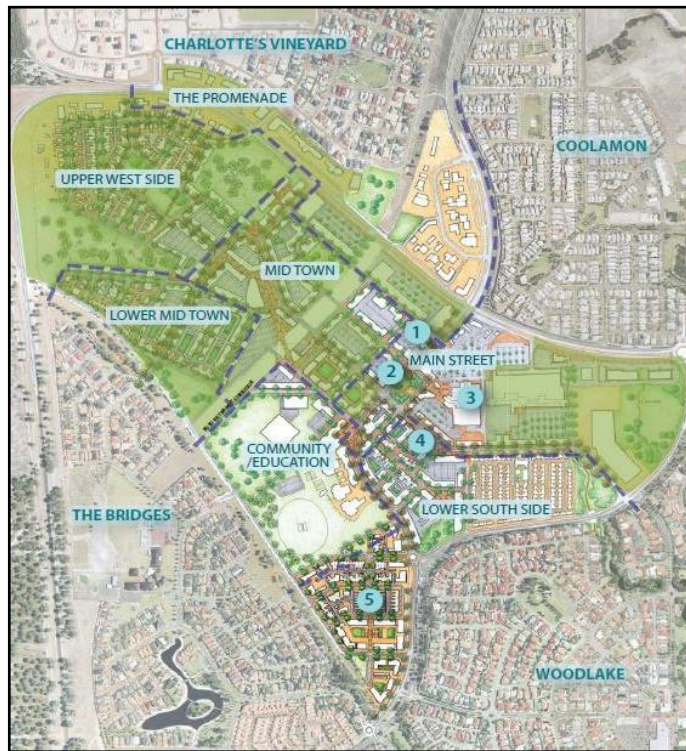 CHARLOTTE'S VINEYARD
THE PROMENADE
COOLAMON
UPPER WEST SIDE
MID TOWN
LOWER MID TOWN
1
MAIN STREET
2
3
4
COMMUNITY
/EDUCATION
LOWER SOUTH SIDE
THE BRIDGES
5
WOODLAKE